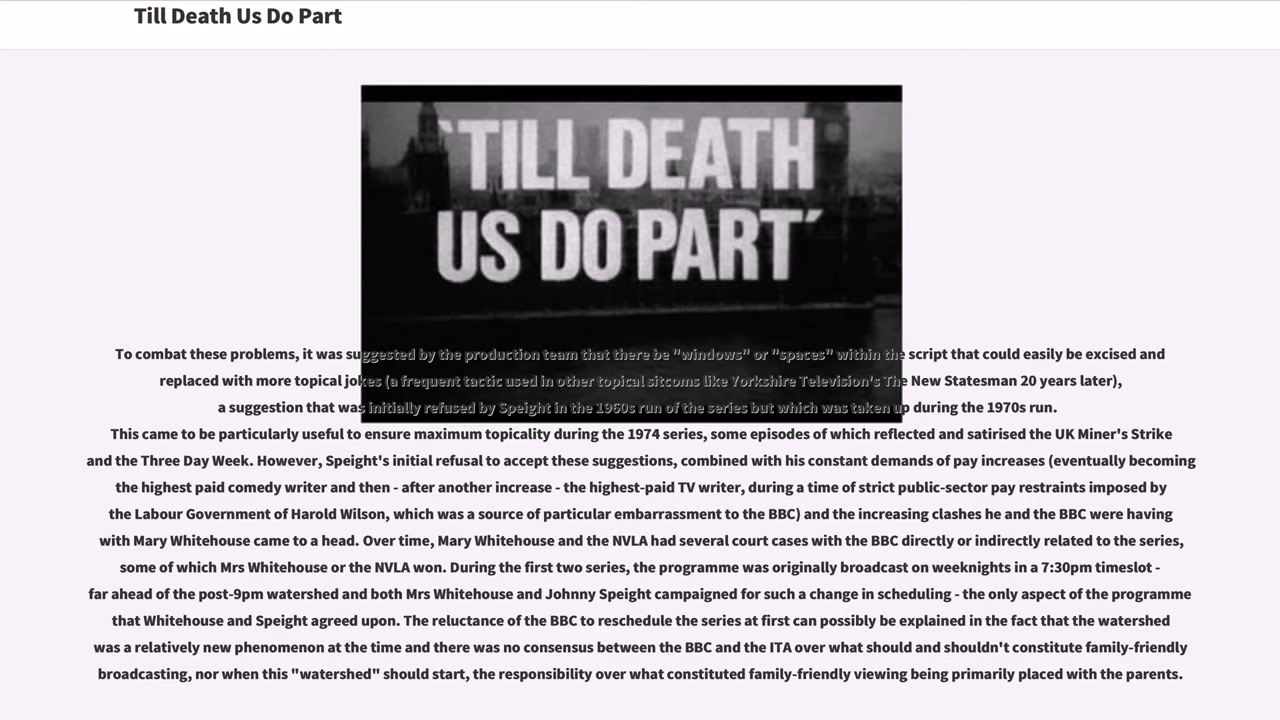 Till Death Us Do Part
‵TILL DEATH
US DO PART′
To combat these problems, it was suggested by the production team that there be "windows" or "spaces" within the script that could easily be excised and
replaced with more topical jokes (a frequent tactic used in other topical sitcoms like Yorkshire Television's The New Statesman 20 years later),
a suggestion that was initially refused by Speight in the 1960s run of the series but which was taken up during the 1970s run.
This came to be particularly useful to ensure maximum topicality during the 1974 series, some episodes of which reflected and satirised the UK Miner's Strike
and the Three Day Week. However, Speight's initial refusal to accept these suggestions, combined with his constant demands of pay increases (eventually becoming
the highest paid comedy writer and then - after another increase - the highest-paid TV writer, during a time of strict public-sector pay restraints imposed by
the Labour Government of Harold Wilson, which was a source of particular embarrassment to the BBC) and the increasing clashes he and the BBC were having
with Mary Whitehouse came to a head. Over time, Mary Whitehouse and the NVLA had several court cases with the BBC directly or indirectly related to the series,
some of which Mrs Whitehouse or the NVLA won. During the first two series, the programme was originally broadcast on weeknights in a 7:30pm timeslot -
far ahead of the post-9pm watershed and both Mrs Whitehouse and Johnny Speight campaigned for such a change in scheduling - the only aspect of the programme
that Whitehouse and Speight agreed upon. The reluctance of the BBC to reschedule the series at first can possibly be explained in the fact that the watershed
was a relatively new phenomenon at the time and there was no consensus between the BBC and the ITA over what should and shouldn't constitute family-friendly
broadcasting, nor when this "watershed" should start, the responsibility over what constituted family-friendly viewing being primarily placed with the parents.